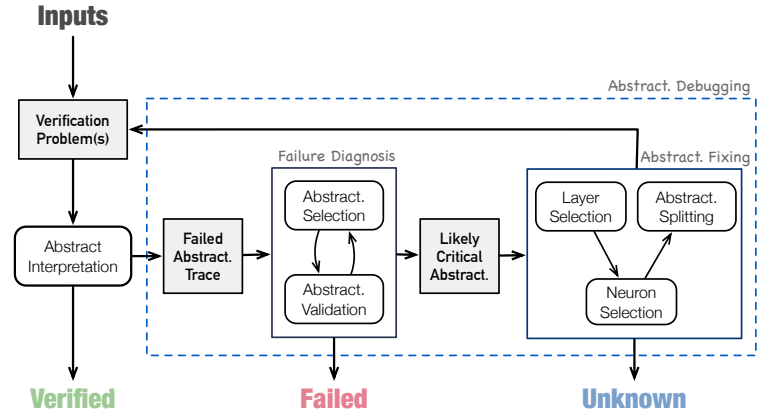 Inputs
Abstract. Debugging
Verification
Problem(s)
Failure Diagnosis
Abstract. Fixing
Abstract
Interpretation
Failed
Abstract.
Trace
Abstract.
Selection
Abstract.
Validation
Likely
Critical
Abstract.
Layer
Selection
Abstract.
Splitting
Neuron
Selection
Verified
Failed
Unknown